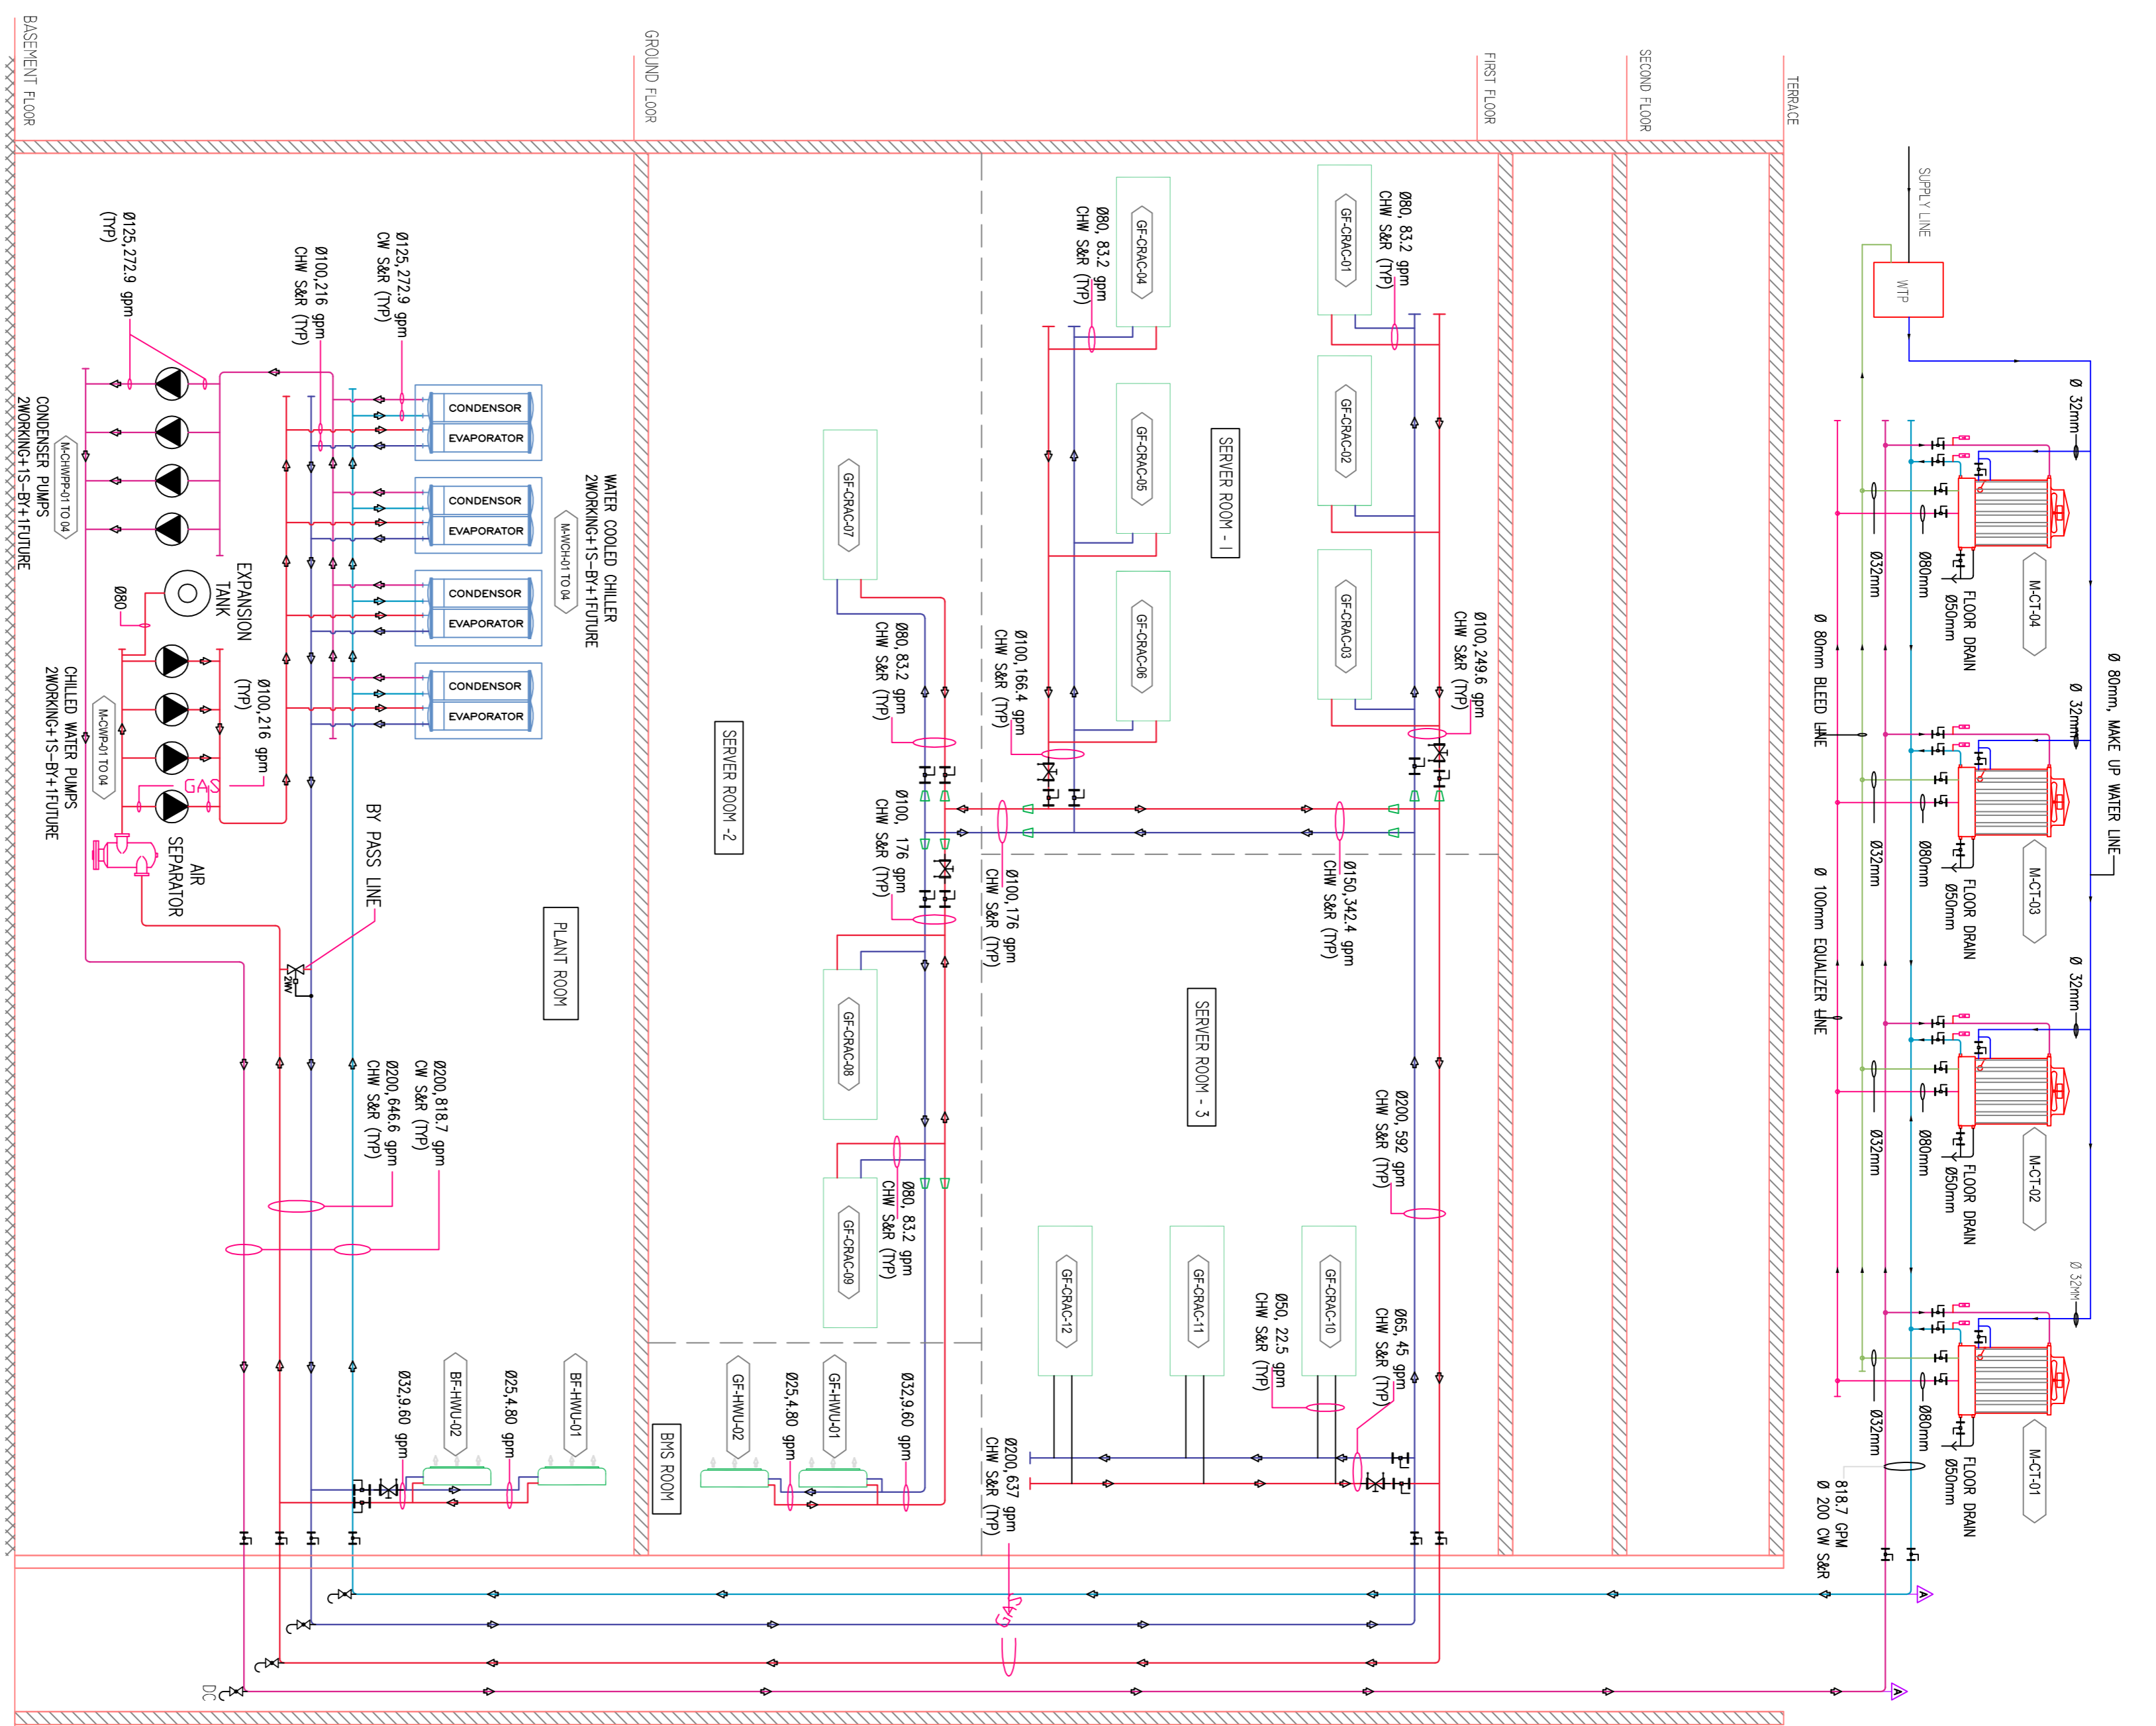 TERRACE
SECOND FLOOR
FIRST FLOOR
GROUND FLOOR
BASEMENT FLOOR
SUPPLY LINE
WTP
Ø 80mm, MAKE UP WATER LINE
Ø 32mm
Ø 32mm
Ø 32mm
Ø 32MM
M-CT-04
FLOOR DRAIN
Ø50mm
Ø80mm
Ø32mm
M-CT-03
FLOOR DRAIN
Ø50mm
Ø80mm
Ø32mm
M-CT-02
FLOOR DRAIN
Ø50mm
Ø80mm
Ø32mm
M-CT-01
FLOOR DRAIN
Ø50mm
Ø80mm
Ø32mm
Ø 80mm BLEED LINE
Ø 100mm EQUALIZER LINE
818.7 GPM
Ø 200 CW S&R
A
A
GF-CRAC-01
Ø80, 83.2 gpm
CHW S&R (TYP)
GF-CRAC-02
GF-CRAC-03
Ø100,249.6 gpm
CHW S&R (TYP)
SERVER ROOM - 1
GF-CRAC-04
Ø80, 83.2 gpm
CHW S&R (TYP)
GF-CRAC-05
GF-CRAC-06
Ø100,166.4 gpm
CHW S&R (TYP)
Ø150,342.4 gpm
CHW S&R (TYP)
Ø100,176 gpm
CHW S&R (TYP)
SERVER ROOM - 3
Ø200,592 gpm
CHW S&R (TYP)
GF-CRAC-10
GF-CRAC-11
GF-CRAC-12
Ø65, 45 gpm
CHW S&R (TYP)
Ø50, 22.5 gpm
CHW S&R (TYP)
Ø200,637 gpm
CHW S&R (TYP)
GAS
GF-CRAC-07
Ø80, 83.2 gpm
CHW S&R (TYP)
Ø100, 176 gpm
CHW S&R (TYP)
SERVER ROOM -2
GF-CRAC-08
GF-CRAC-09
Ø80, 83.2 gpm
CHW S&R (TYP)
Ø32,9.60 gpm
GF-HWU-01
Ø25,4.80 gpm
GF-HWU-02
BMS ROOM
WATER COOLED CHILLER
2WORKING+1S-BY+1FUTURE
M-WCH-01 TO 04
CONDENSOR
EVAPORATOR
CONDENSOR
EVAPORATOR
CONDENSOR
EVAPORATOR
CONDENSOR
EVAPORATOR
Ø125,272.9 gpm
CW S&R (TYP)
Ø100,216 gpm
CHW S&R (TYP)
Ø125,272.9 gpm
(TYP)
M-CHWPP-01 TO 04
CONDENSER PUMPS
2WORKING+1S-BY+1FUTURE
EXPANSION
TANK
Ø80
Ø100,216 gpm
(TYP)
GAS
M-CWP-01 TO 04
CHILLED WATER PUMPS
2WORKING+1S-BY+1FUTURE
AIR
SEPARATOR
BY PASS LINE
2WV
PLANT ROOM
Ø200,818.7 gpm
CW S&R (TYP)
Ø200,646.6 gpm
CHW S&R (TYP)
BF-HWU-01
Ø25,4.80 gpm
BF-HWU-02
Ø32,9.60 gpm
DC